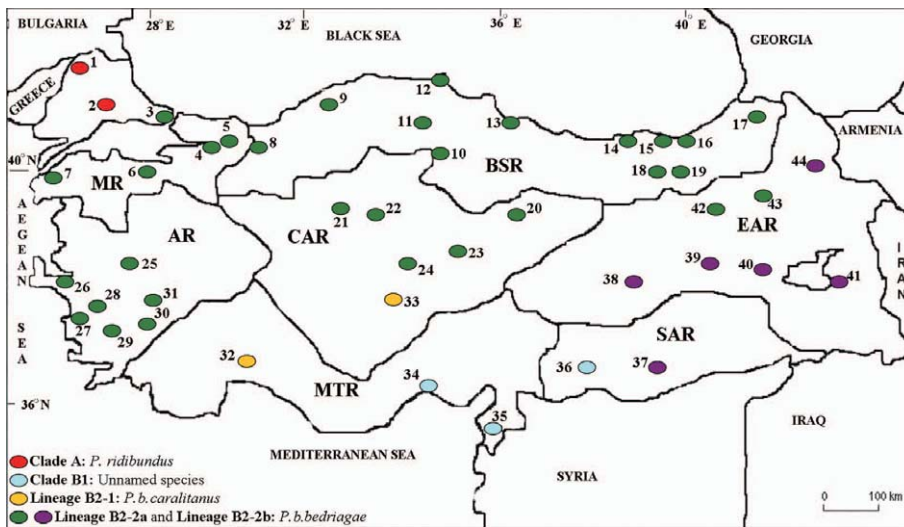 BULGARIA
28
o
E
32
o
E
36
o
E
40
o
E
BLACK SEA
GEORGIA
GREECE
ARMENIA
IRAN
IRAQ
SYRIA
MEDITERRANEAN SEA
AEGEAN
SEA
40
o
N
36
o
N
MR
BSR
AR
CAR
EAR
MTR
SAR
1
2
3
4
5
6
7
8
9
10
11
12
13
14
15
16
17
18
19
20
21
22
23
24
25
26
27
28
29
30
31
32
33
34
35
36
37
38
39
40
41
42
43
44
Clade A: P. ridibundus
Clade B1: Unnamed species
Lineage B2-1: P.b.caralitanus
Lineage B2-2a and Lineage B2-2b: P.b.bedriagae
0 100 km